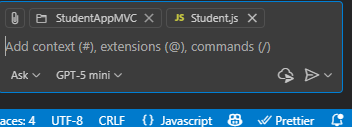 StudentAppMVC × JS Student.js ×
Add context (#), extensions (@), commands (/)
Ask GPT-5 mini
aces: 4 UTF-8 CRLF {} Javascript Prettier